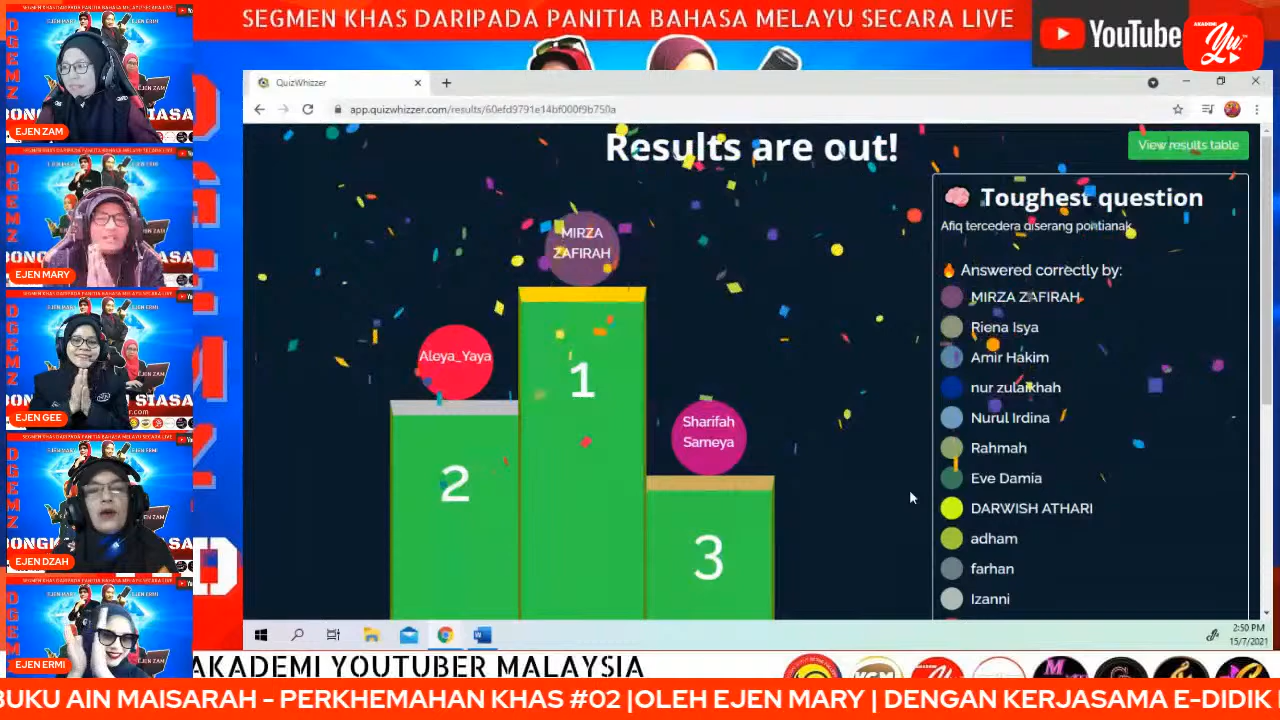 SEGMEN KHAS DARIPADA PANITIA BAHASA MELAYU SECARA LIVE
YouTube
AKADEMI
EJEN ZAM
EJEN MARY
EJEN GEE
EJEN DZAH
EJEN ERMI
QuizWhizzer
app.quizwhizzer.com/results/60efd9791e14bf000f9b750a
Results are out!
View results table
MIRZA
ZAFIRAH
Aleya_Yaya
Sharifah
Sameya
1
2
3
Toughest question
Afiq tercedera diserang pontianak.
Answered correctly by:
MIRZA ZAFIRAH
Riena Isya
Amir Hakim
nur zulaikhah
Nurul Irdina
Rahmah
Eve Damia
DARWISH ATHARI
adham
farhan
Izanni
2:50 PM
15/7/2021
AKADEMI YOUTUBER MALAYSIA
BUKU AIN MAISARAH - PERKHEMAHAN KHAS #02 |OLEH EJEN MARY | DENGAN KERJASAMA E-DIDIK